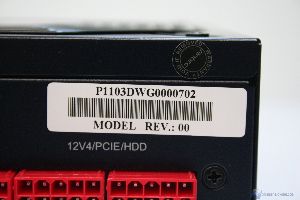 P1103DWG0000702
MODEL REV.: 00
12V4/PCIE/HDD